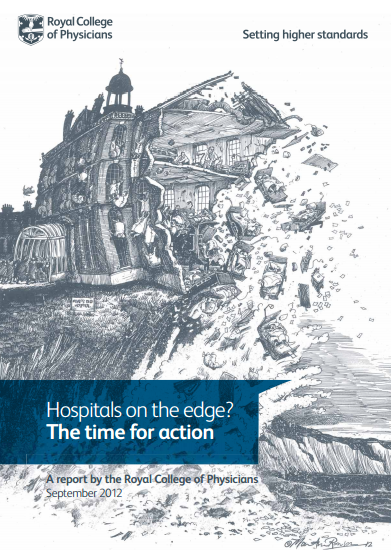 Royal College
of Physicians
Setting higher standards
Hospitals on the edge?
The time for action
A report by the Royal College of Physicians
September 2012